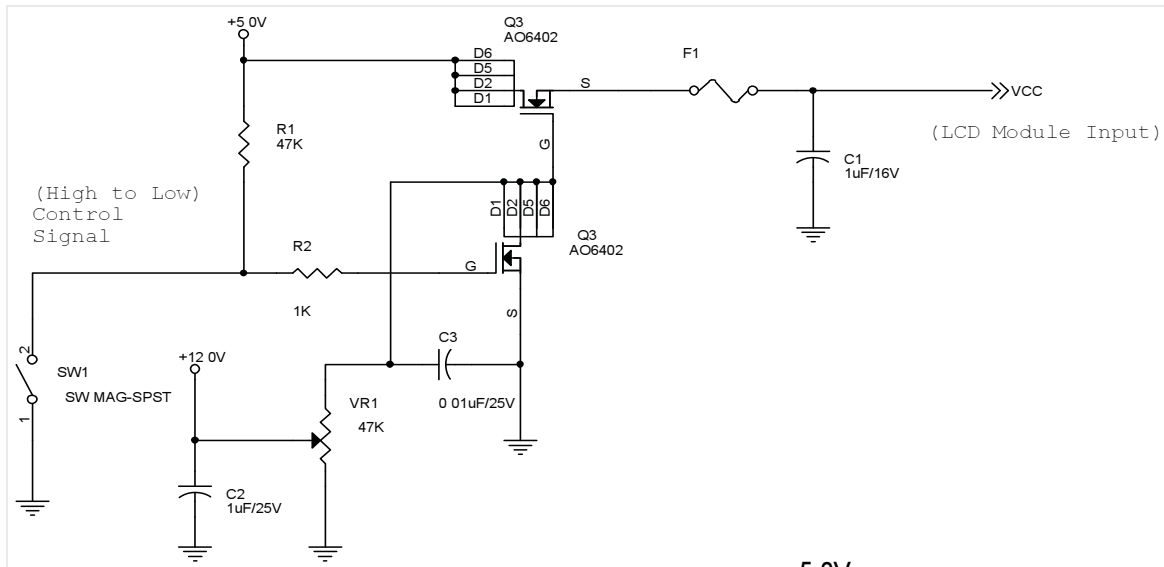 +5 0V
Q3
AO6402
D6
D5
D2
D1
S
G
F1
VCC
(LCD Module Input)
R1
47K
C1
1uF/16V
(High to Low)
Control
Signal
D1
D2
D5
D6
Q3
AO6402
R2
1K
G
S
C3
0 01uF/25V
+12 0V
2
SW1
SW MAG-SPST
1
VR1
47K
C2
1uF/25V